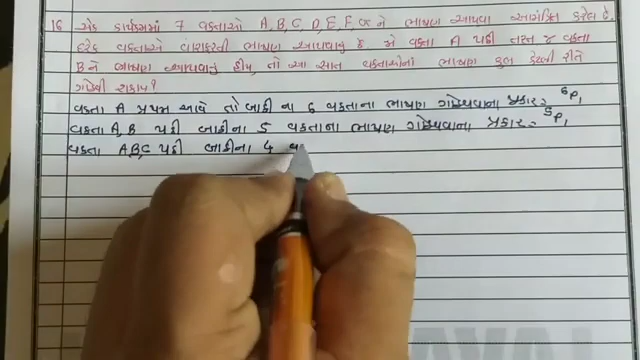 16 એક કાર્યક્રમમાં 7 વક્તાઓ A,B,C,D,E,F,G ને ભાષણ આપવા આમંત્રિત કરેલ છે.
દરેક વક્તાએ વારાફરતી ભાષણ આપવાનું છે. જો વક્તા A પછી તરત જ વક્તા
B ને ભાષણ આપવાનું હોય, તો આ સાત વક્તાઓનાં ભાષણ કુલ કેટલી રીતે
ગોઠવી શકાય?
વક્તા A પ્રથમ આવે તો બાકી ના 6 વક્તાના ભાષણ ગોઠવવાના પ્રકાર = ⁶P₁
વક્તા A,B પછી બાકીના 5 વક્તાના ભાષણ ગોઠવવાના પ્રકાર = ⁵P₁
વક્તા A,B,C પછી બાકીના 4 વ